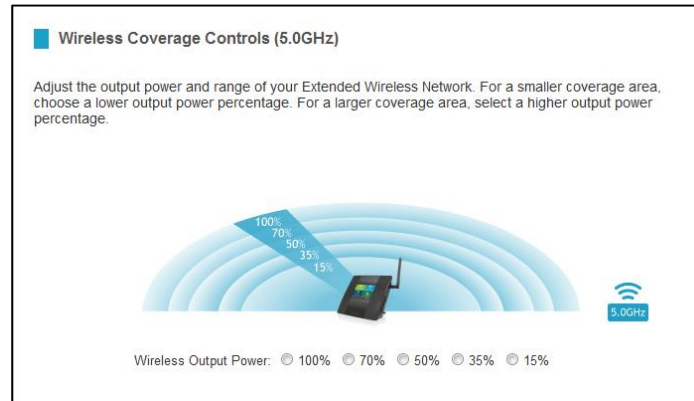 Wireless Coverage Controls (5.0GHz)
Adjust the output power and range of your Extended Wireless Network. For a smaller coverage area,
choose a lower output power percentage. For a larger coverage area, select a higher output power
percentage.
100%
70%
50%
35%
15%
5.0GHz
Wireless Output Power: 100% 70% 50% 35% 15%